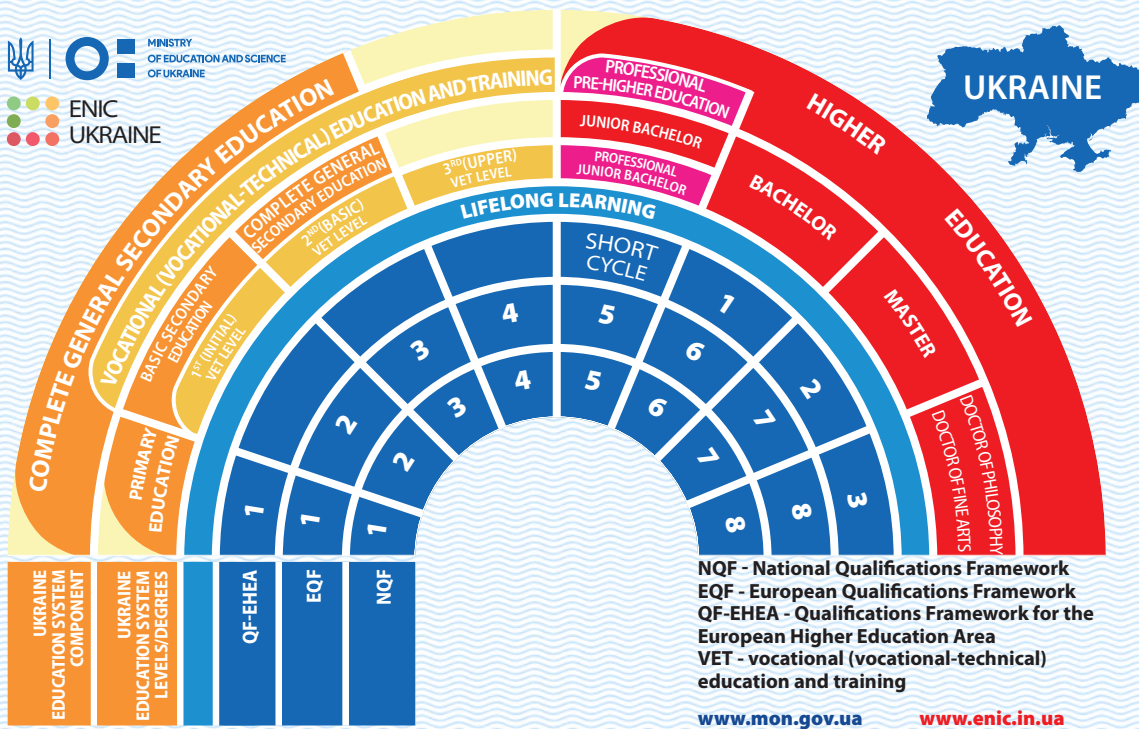 MINISTRY
OF EDUCATION AND SCIENCE
OF UKRAINE
ENIC
UKRAINE
UKRAINE
COMPLETE GENERAL SECONDARY EDUCATION
VOCATIONAL (VOCATIONAL-TECHNICAL) EDUCATION AND TRAINING
HIGHER
EDUCATION
PROFESSIONAL
PRE-HIGHER EDUCATION
PRIMARY
EDUCATION
BASIC SECONDARY
EDUCATION
1ST (INITIAL)
VET LEVEL
COMPLETE GENERAL
SECONDARY EDUCATION
2ND (BASIC)
VET LEVEL
3RD (UPPER)
VET LEVEL
JUNIOR BACHELOR
PROFESSIONAL
JUNIOR BACHELOR
BACHELOR
MASTER
DOCTOR OF PHILOSOPHY
DOCTOR OF FINE ARTS
LIFELONG LEARNING
1
SHORT
CYCLE
1
2
3
1
2
3
4
5
6
7
8
1
2
3
4
5
6
7
8
UKRAINE
EDUCATION SYSTEM
COMPONENT
UKRAINE
EDUCATION SYSTEM
LEVELS/DEGREES
QF-EHEA
EQF
NQF
NQF - National Qualifications Framework
EQF - European Qualifications Framework
QF-EHEA - Qualifications Framework for the
European Higher Education Area
VET - vocational (vocational-technical)
education and training
www.mon.gov.ua
www.enic.in.ua